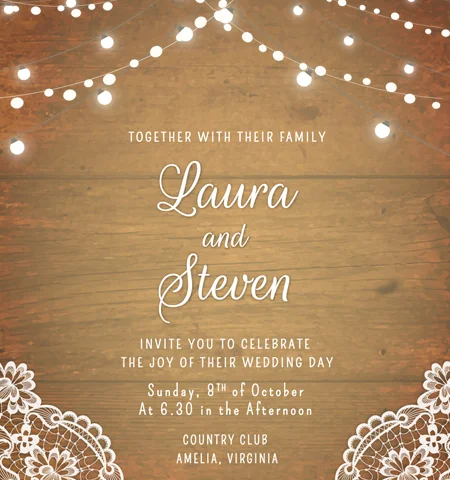 TOGETHER WITH THEIR FAMILY
Laura
and
Steven
INVITE YOU TO CELEBRATE
THE JOY OF THEIR WEDDING DAY
Sunday, 8TH of October
At 6.30 in the Afternoon
COUNTRY CLUB
AMELIA, VIRGINIA